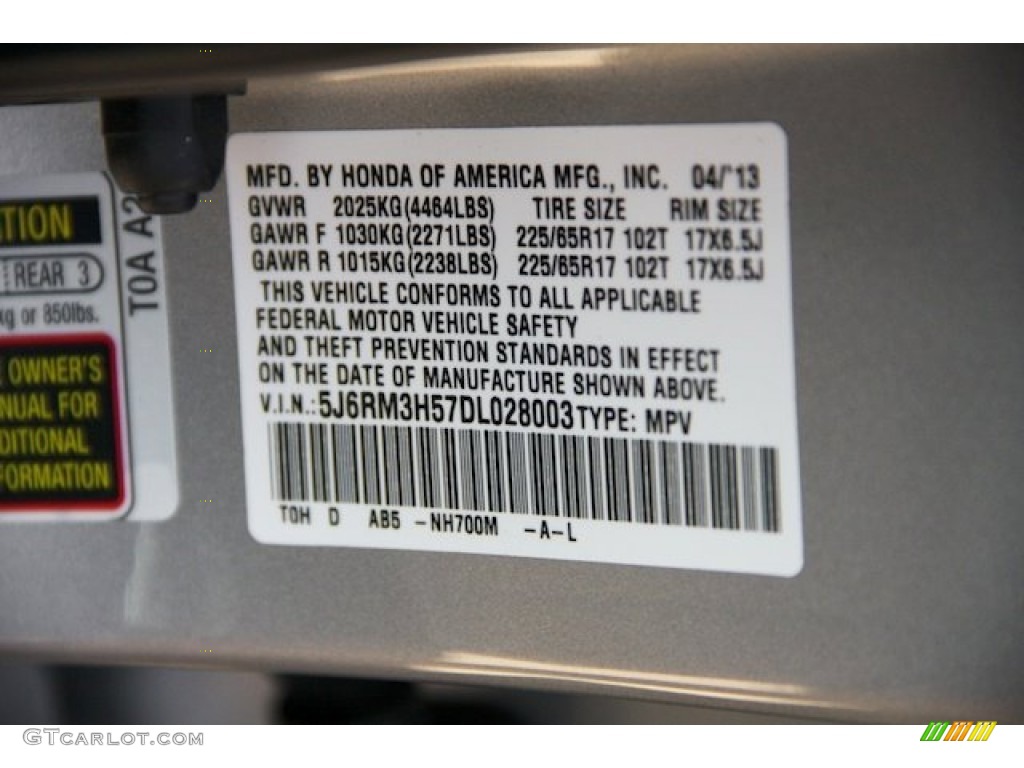 MFD. BY HONDA OF AMERICA MFG., INC. 04/'13
GVWR 2025KG(4464LBS) TIRE SIZE RIM SIZE
GAWR F 1030KG(2271LBS) 225/65R17 102T 17X6.5J
GAWR R 1015KG(2238LBS) 225/65R17 102T 17X6.5J
THIS VEHICLE CONFORMS TO ALL APPLICABLE
FEDERAL MOTOR VEHICLE SAFETY
AND THEFT PREVENTION STANDARDS IN EFFECT
ON THE DATE OF MANUFACTURE SHOWN ABOVE.
V.I.N.:5J6RM3H57DL028003TYPE: MPV
TOH D AB5 -NH700M -A-L
TION
REAR 3
kg or 850lbs.
OWNER'S
NUAL FOR
DITIONAL
FORMATION
TOA A2
GTCARLOT.COM